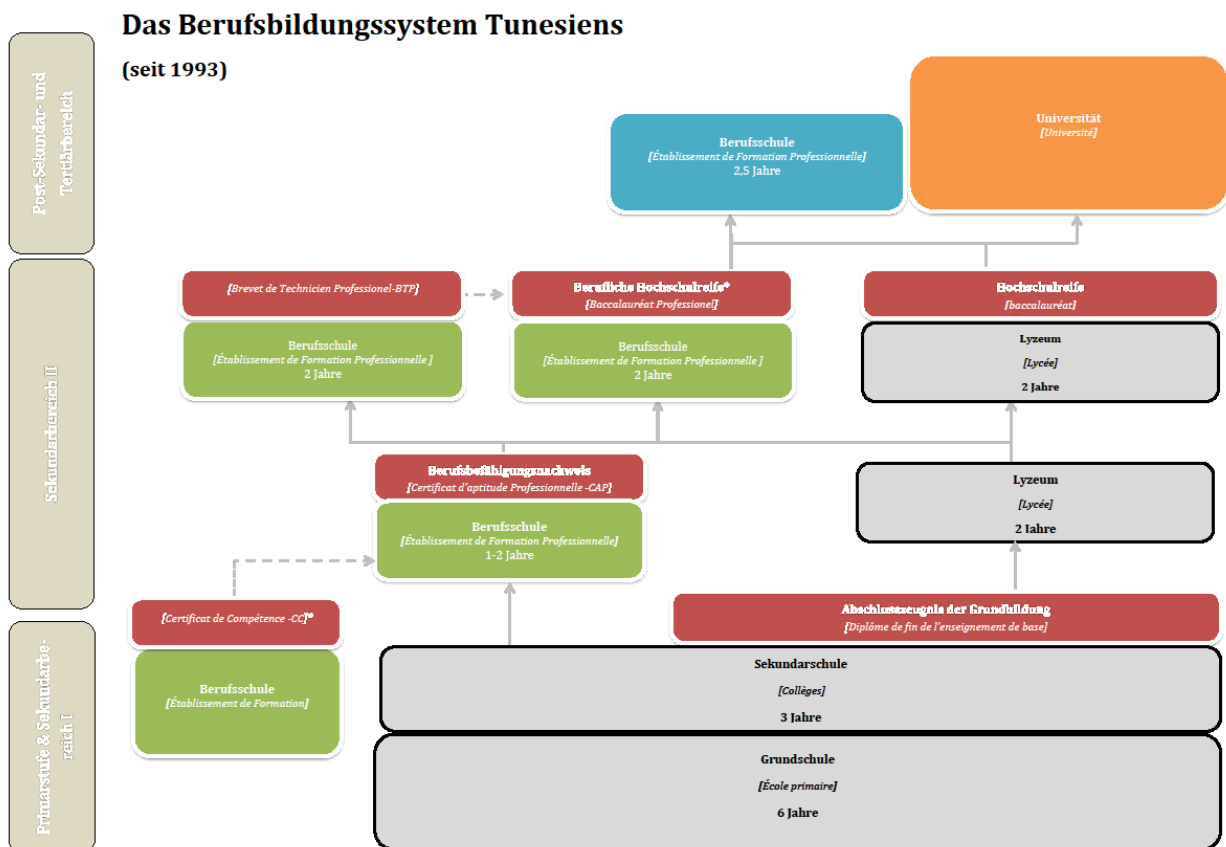 Das Berufsbildungssystem Tunesiens
(seit 1993)
Post-Sekundar- und
Tertiärbereich
Universität
[Université]
Berufsschule
[Établissement de Formation Professionnelle]
2,5 Jahre
Sekundarbereich II
[Brevet de Technicien Professionel-BTP]
Berufliche Hochschulreife*
[Baccalauréat Professionel]
Hochschulreife
[baccalauréat]
Berufsschule
[Établissement de Formation Professionnelle ]
2 Jahre
Berufsschule
[Établissement de Formation Professionnelle ]
2 Jahre
Lyzeum
[Lycée]
2 Jahre
Berufsbefähigungsnachweis
[Certificat d'aptitude Professionnelle -CAP]
Berufsschule
[Établissement de Formation Professionnelle]
1-2 Jahre
Lyzeum
[Lycée]
2 Jahre
Primarstufe & Sekundarbe-
reich I
[Certificat de Compétence -CC]*
Berufsschule
[Établissement de Formation]
Abschlusszeugnis der Grundbildung
[Diplôme de fin de l'enseignement de base]
Sekundarschule
[Collèges]
3 Jahre
Grundschule
[École primaire]
6 Jahre